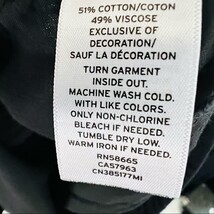 51% COTTON/COTON
49% VISCOSE
EXCLUSIVE OF
DECORATION/
SAUF LA DÉCORATION
TURN GARMENT
INSIDE OUT.
MACHINE WASH COLD.
WITH LIKE COLORS.
ONLY NON-CHLORINE
BLEACH IF NEEDED.
TUMBLE DRY LOW.
WARM IRON IF NEEDED.
RN58665
CA57963
CN385177MI